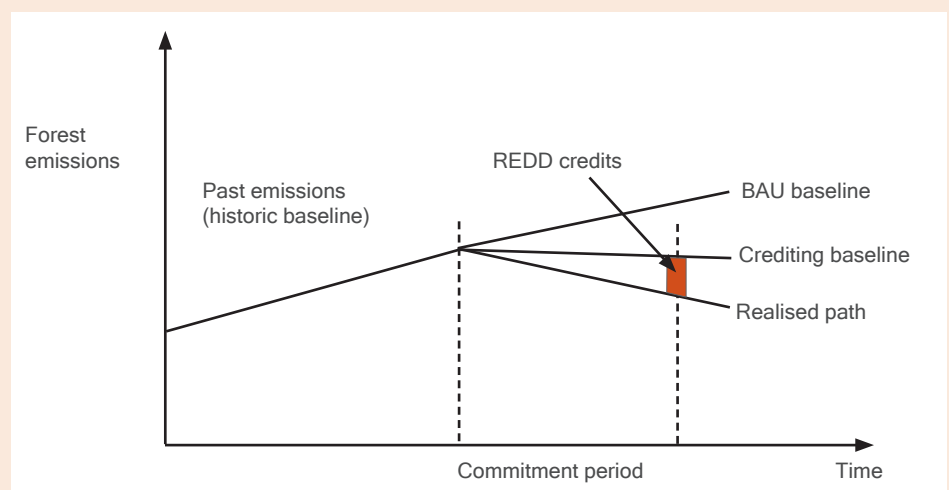 Forest
emissions
Past emissions
(historic baseline)
REDD credits
BAU baseline
Crediting baseline
Realised path
Commitment period
Time